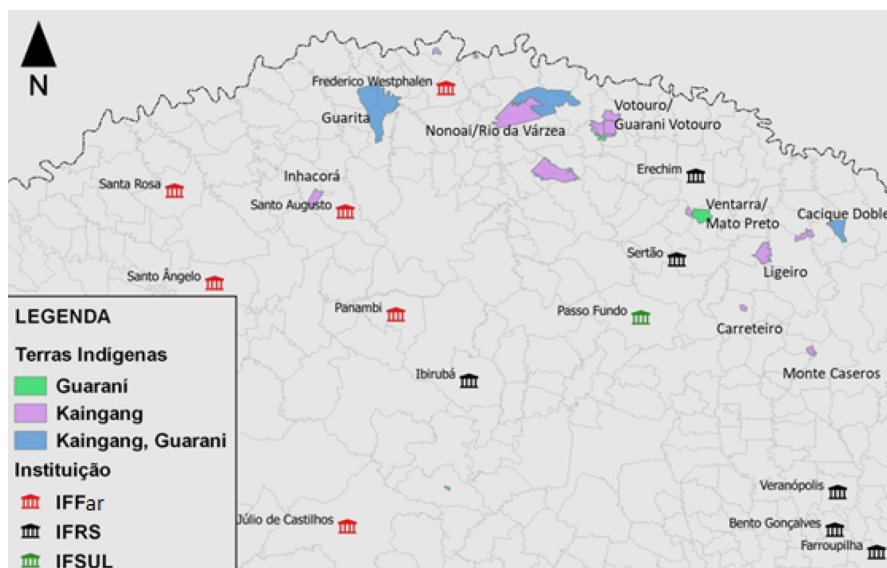 N
Frederico Westphalen
Guarita
Nonoai/Rio da Várzea
Votouro/
Guarani Votouro
Santa Rosa
Inhacorá
Santo Augusto
Erechim
Ventarra/
Mato Preto
Cacique Doble
Sertão
Ligeiro
Santo Ângelo
Panambi
Passo Fundo
Carreteiro
Ibirubá
Monte Caseros
Veranópolis
Bento Gonçalves
Farroupilha
Júlio de Castilhos
LEGENDA
Terras Indígenas
Guaraní
Kaingang
Kaingang, Guarani
Instituição
IFFar
IFRS
IFSUL